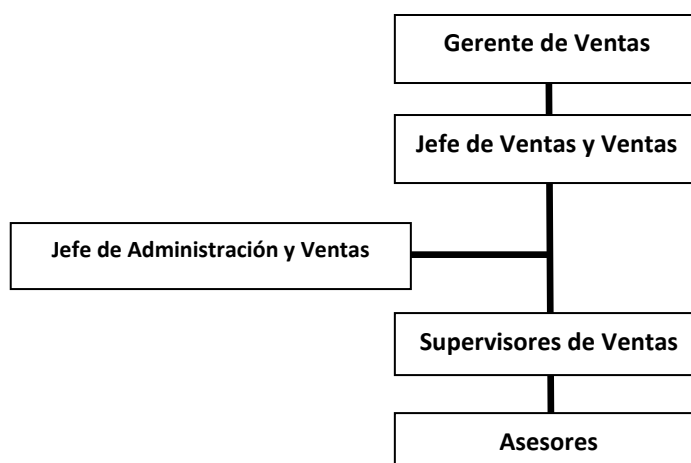 Gerente de Ventas
Jefe de Ventas y Ventas
Jefe de Administración y Ventas
Supervisores de Ventas
Asesores